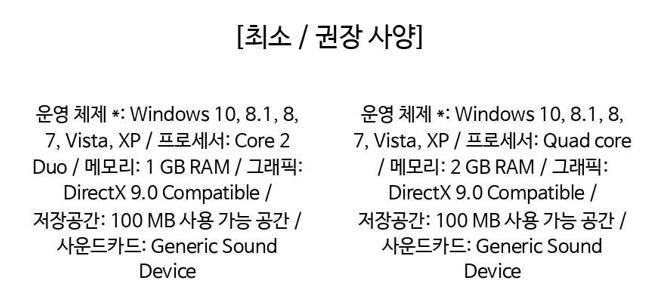 [최소 / 권장 사양]
운영 체제 *: Windows 10, 8.1, 8,
7, Vista, XP / 프로세서: Core 2
Duo / 메모리: 1 GB RAM / 그래픽:
DirectX 9.0 Compatible /
저장공간: 100 MB 사용 가능 공간 /
사운드카드: Generic Sound
Device
운영 체제 *: Windows 10, 8.1, 8,
7, Vista, XP / 프로세서: Quad core
/ 메모리: 2 GB RAM / 그래픽:
DirectX 9.0 Compatible /
저장공간: 100 MB 사용 가능 공간 /
사운드카드: Generic Sound
Device